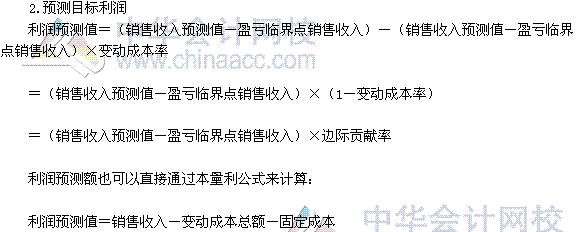 2.预测目标利润
利润预测值＝（销售收入预测值—盈亏临界点销售收入）－（销售收入预测值—盈亏临界
点销售收入）×变动成本率
＝（销售收入预测值—盈亏临界点销售收入）×（1—变动成本率）
＝（销售收入预测值—盈亏临界点销售收入）×边际贡献率
利润预测额也可以直接通过本量利公式来计算：
利润预测值＝销售收入—变动成本总额—固定成本
中华会计网校
www.chinaacc.com
中华会计网校